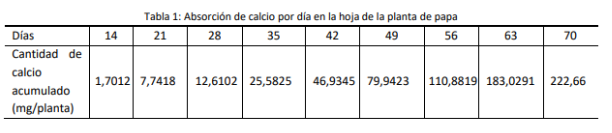 Tabla 1: Absorción de calcio por día en la hoja de la planta de papa
Días 14 21 28 35 42 49 56 63 70
Cantidad de
calcio
acumulado
(mg/planta)
1,7012 7,7418 12,6102 25,5825 46,9345 79,9423 110,8819 183,0291 222,66